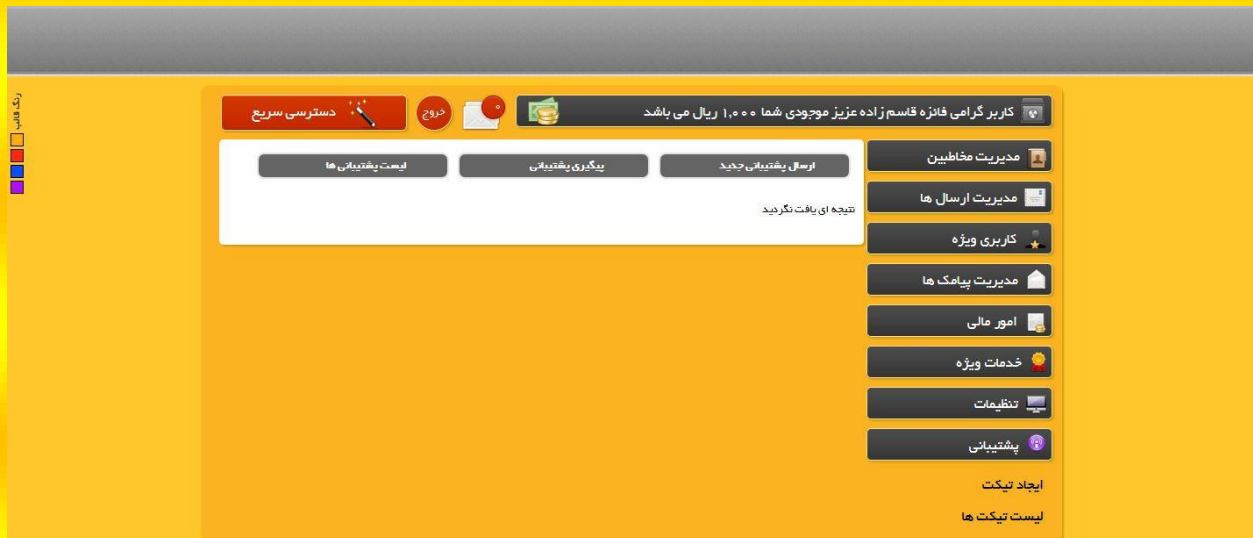 کاربر گرامی فائزه قاسم زاده عزیز موجودی شما ۱,۰۰۰ ریال می باشد
۰
خروج
دسترسی سریع
رنگ قالب
مدیریت مخاطبین
مدیریت ارسال ها
کاربری ویژه
مدیریت پیامک ها
امور مالی
خدمات ویژه
تنظیمات
پشتیبانی
ایجاد تیکت
لیست تیکت ها
ارسال پشتیبانی جدید
پیگیری پشتیبانی
لیست پشتیبانی ها
نتیجه ای یافت نگردید